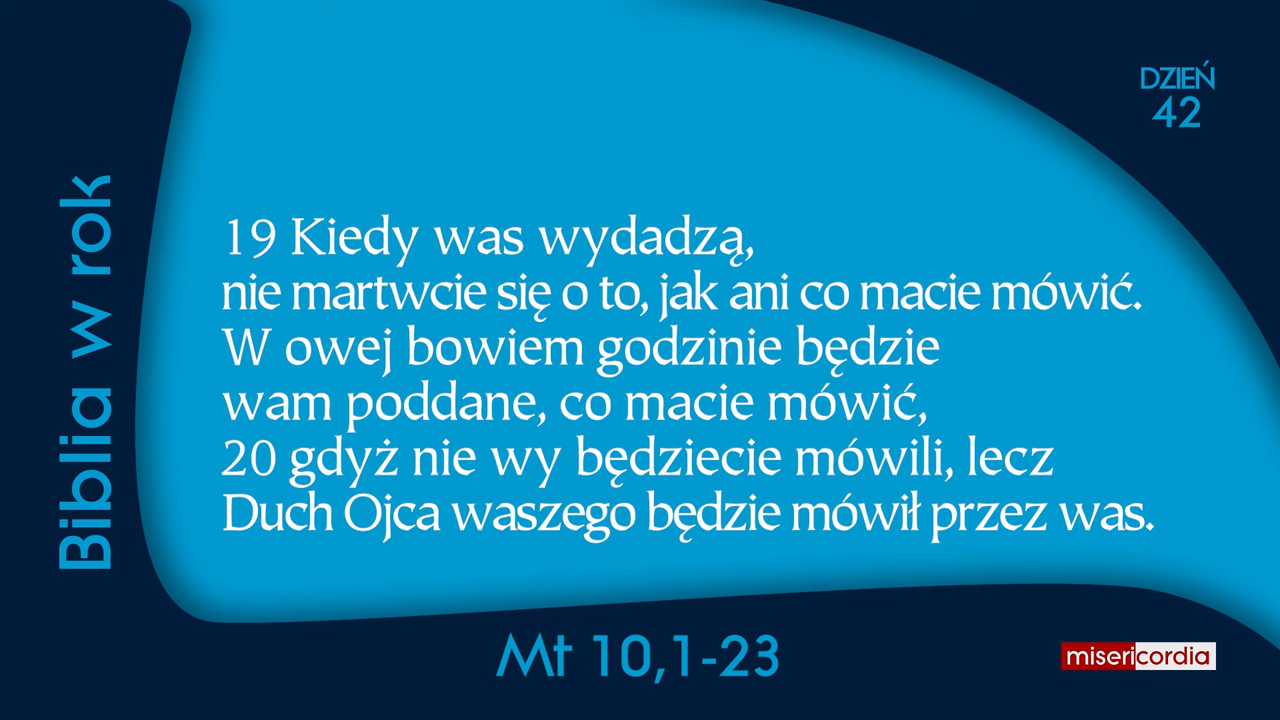 DZIEŃ
42
Biblia w rok
19 Kiedy was wydadzą,
nie martwcie się o to, jak ani co macie mówić.
W owej bowiem godzinie będzie
wam poddane, co macie mówić,
20 gdyż nie wy będziecie mówili, lecz
Duch Ojca waszego będzie mówił przez was.
Mt 10,1-23
misericordia